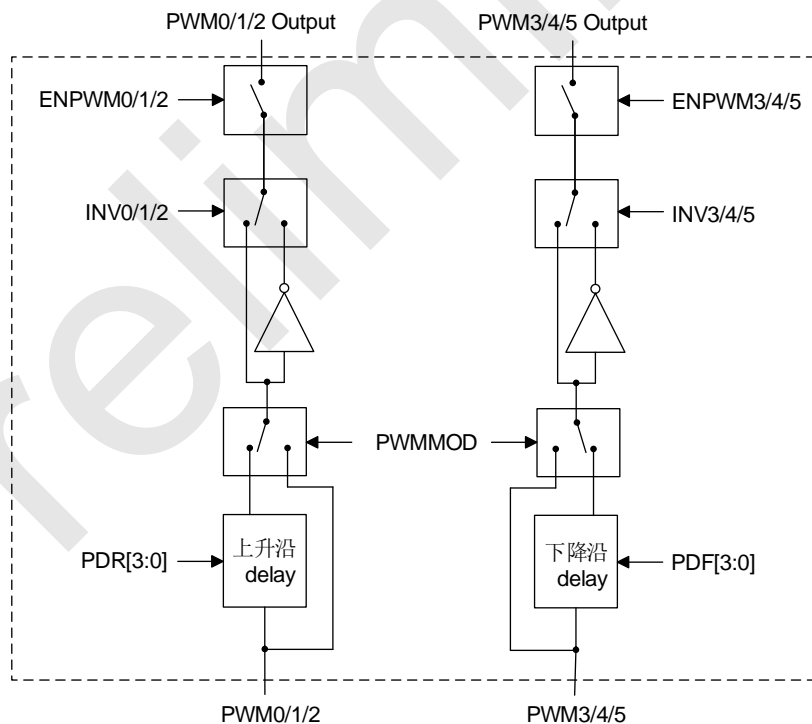 PWM0/1/2 Output
PWM3/4/5 Output
ENPWM0/1/2
ENPWM3/4/5
INV0/1/2
INV3/4/5
PWMMOD
PDR[3:0]
上升沿
delay
下降沿
delay
PDF[3:0]
PWM0/1/2
PWM3/4/5
relimi